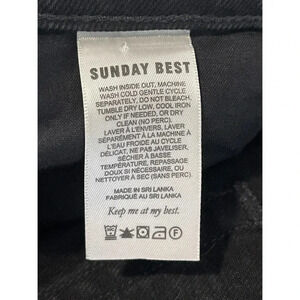 SUNDAY BEST
WASH INSIDE OUT, MACHINE
WASH COLD GENTLE CYCLE
SEPARATELY, DO NOT BLEACH,
TUMBLE DRY LOW, COOL IRON
ONLY IF NEEDED, OR DRY
CLEAN (NO PERC).
LAVER À L'ENVERS, LAVER
SÉPARÉMENT À LA MACHINE À
L'EAU FROIDE AU CYCLE
DÉLICAT, NE PAS JAVELLISER,
SÉCHER À BASSE
TEMPÉRATURE, REPASSAGE
DOUX SI NÉCESSAIRE, OU
NETTOYER À SEC (SANS PERC).
MADE IN SRI LANKA
FABRIQUÉ AU SRI LANKA
Keep me at my best.
F